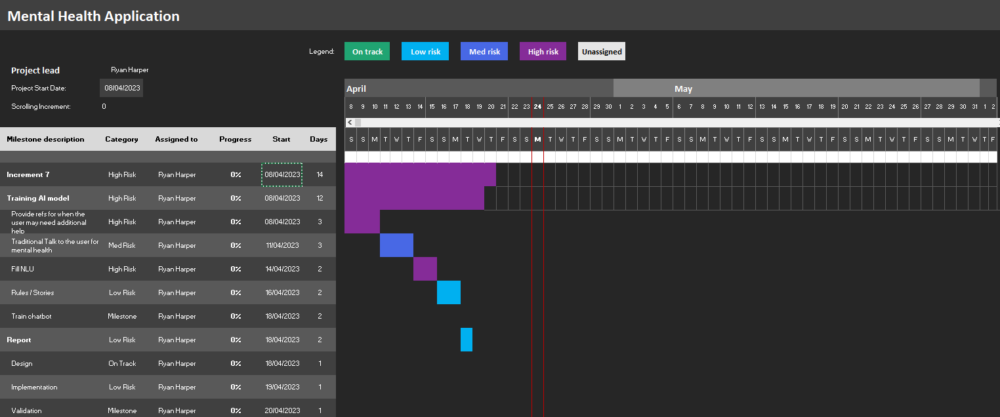 Mental Health Application
Legend: On track Low risk Med risk High risk Unassigned
Project lead Ryan Harper
Project Start Date: 08/04/2023
Scrolling Increment: 0
April May
8 9 10 11 12 13 14 15 16 17 18 19 20 21 22 23 24 25 26 27 28 29 30 1 2 3 4 5 6 7 8 9 10 11 12 13 14 15 16 17 18 19 20 21 22 23 24 25 26 27 28 29 30 31 1 2
Milestone description Category Assigned to Progress Start Days
S S M T W T F S S M T W T F S S M T W T F S S M T W T F S S M T W T F S S M T W T F S S M T W T F S S M T W T F
Increment 7 High Risk Ryan Harper 0% 08/04/2023 14
Training AI model High Risk Ryan Harper 0% 08/04/2023 12
Provide refs for when the
user may need additional
help
High Risk Ryan Harper 0% 08/04/2023 3
Traditional Talk to the user for
mental health
Med Risk Ryan Harper 0% 11/04/2023 3
Fill NLU High Risk Ryan Harper 0% 14/04/2023 2
Rules / Stories Low Risk Ryan Harper 0% 16/04/2023 2
Train chatbot Milestone Ryan Harper 0% 18/04/2023 2
Report Low Risk Ryan Harper 0% 18/04/2023 2
Design On Track Ryan Harper 0% 18/04/2023 1
Implementation Low Risk Ryan Harper 0% 19/04/2023 1
Validation Milestone Ryan Harper 0% 20/04/2023 1